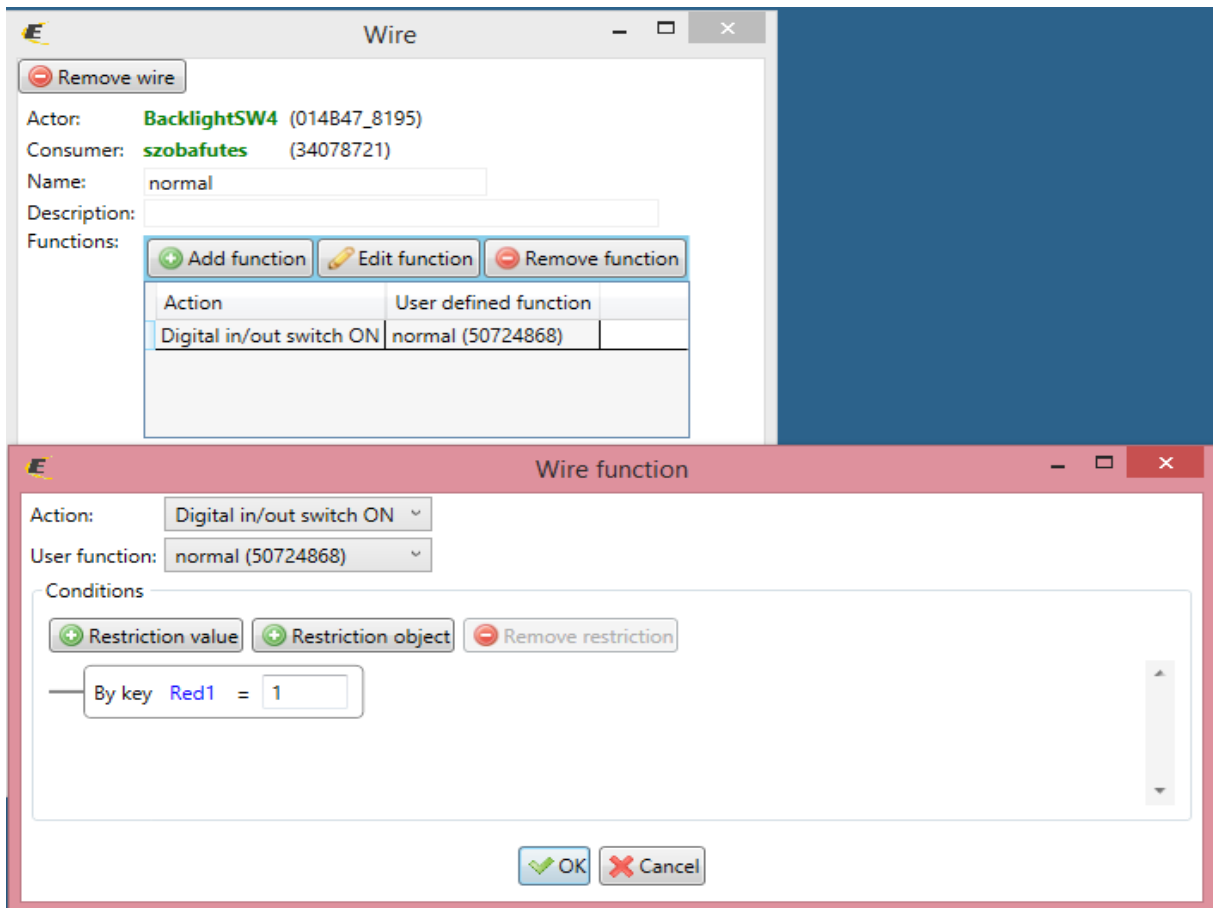 Wire
Remove wire
Actor: BacklightSW4 (014B47_8195)
Consumer: szobafutes (34078721)
Name: normal
Description:
Functions:
Add function Edit function Remove function
Action User defined function
Digital in/out switch ON normal (50724868)
Wire function
Action: Digital in/out switch ON
User function: normal (50724868)
Conditions
Restriction value Restriction object Remove restriction
By key Red1 = 1
OK Cancel